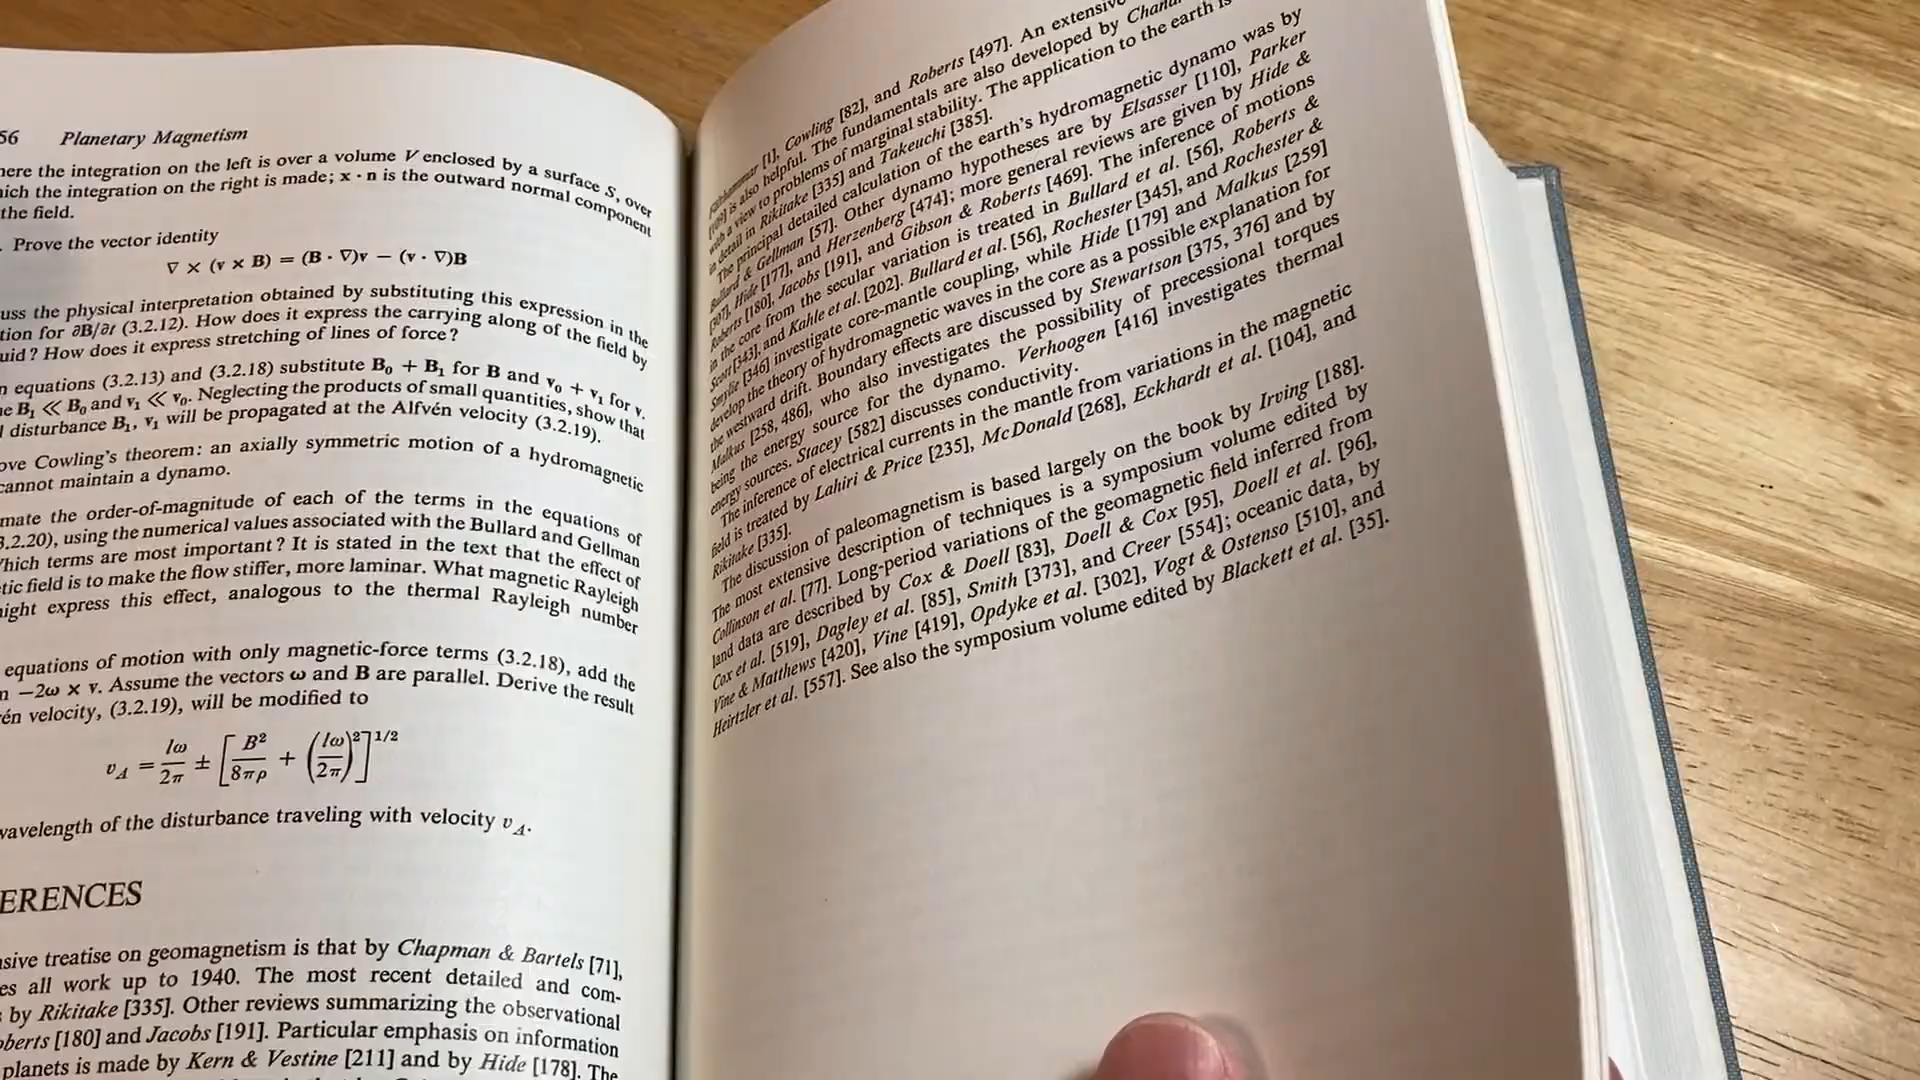 56 Planetary Magnetism
here the integration on the left is over a volume V enclosed by a surface S, over
hich the integration on the right is made; x · n is the outward normal component
the field.
. Prove the vector identity
∇ × (v × B) = (B · ∇)v − (v · ∇)B
uss the physical interpretation obtained by substituting this expression in the
tion for ∂B/∂t (3.2.12). How does it express the carrying along of the field by
uid? How does it express stretching of lines of force?
n equations (3.2.13) and (3.2.18) substitute B₀ + B₁ for B and v₀ + v₁ for v.
e B₁ ≪ B₀ and v₁ ≪ v₀. Neglecting the products of small quantities, show that
l disturbance B₁, v₁ will be propagated at the Alfvén velocity (3.2.19).
ove Cowling's theorem: an axially symmetric motion of a hydromagnetic
cannot maintain a dynamo.
mate the order-of-magnitude of each of the terms in the equations of
3.2.20), using the numerical values associated with the Bullard and Gellman
Which terms are most important? It is stated in the text that the effect of
tic field is to make the flow stiffer, more laminar. What magnetic Rayleigh
ight express this effect, analogous to the thermal Rayleigh number
equations of motion with only magnetic-force terms (3.2.18), add the
n −2ω × v. Assume the vectors ω and B are parallel. Derive the result
én velocity, (3.2.19), will be modified to
v_A = lω/2π ± [B²/8πρ + (lω/2π)²]^1/2
wavelength of the disturbance traveling with velocity v_A.
ERENCES
nsive treatise on geomagnetism is that by Chapman & Bartels [71],
es all work up to 1940. The most recent detailed and com-
by Rikitake [335]. Other reviews summarizing the observational
oberts [180] and Jacobs [191]. Particular emphasis on information
planets is made by Kern & Vestine [211] and by Hide [178]. The
[1], Cowling [82], and Roberts [497]. An extensive
is also helpful. The fundamentals are also developed by Chand
with a view to problems of marginal stability. The application to the earth is
in detail in Rikitake [335] and Takeuchi [385].
The principal detailed calculation of the earth's hydromagnetic dynamo was by
Bullard & Gellman [57]. Other dynamo hypotheses are by Elsasser [110], Parker
[307], Hide [177], and Herzenberg [474]; more general reviews are given by Hide &
Roberts [180], Jacobs [191], and Gibson & Roberts [469]. The inference of motions
in the core from the secular variation is treated in Bullard et al. [56], Roberts &
Scott [343], and Kahle et al. [202]. Bullard et al. [56], Rochester [345], and Rochester &
Smylie [346] investigate core-mantle coupling, while Hide [179] and Malkus [259]
develop the theory of hydromagnetic waves in the core as a possible explanation for
the westward drift. Boundary effects are discussed by Stewartson [375, 376] and by
Malkus [258, 486], who also investigates the possibility of precessional torques
being the energy source for the dynamo. Verhoogen [416] investigates thermal
energy sources. Stacey [582] discusses conductivity.
The inference of electrical currents in the mantle from variations in the magnetic
field is treated by Lahiri & Price [235], McDonald [268], Eckhardt et al. [104], and
Rikitake [335].
The discussion of paleomagnetism is based largely on the book by Irving [188].
The most extensive description of techniques is a symposium volume edited by
Collinson et al. [77]. Long-period variations of the geomagnetic field inferred from
land data are described by Cox & Doell [83], Doell & Cox [95], Doell et al. [96],
Cox et al. [519], Dagley et al. [85], Smith [373], and Creer [554]; oceanic data, by
Vine & Matthews [420], Vine [419], Opdyke et al. [302], Vogt & Ostenso [510], and
Heirtzler et al. [557]. See also the symposium volume edited by Blackett et al. [35].